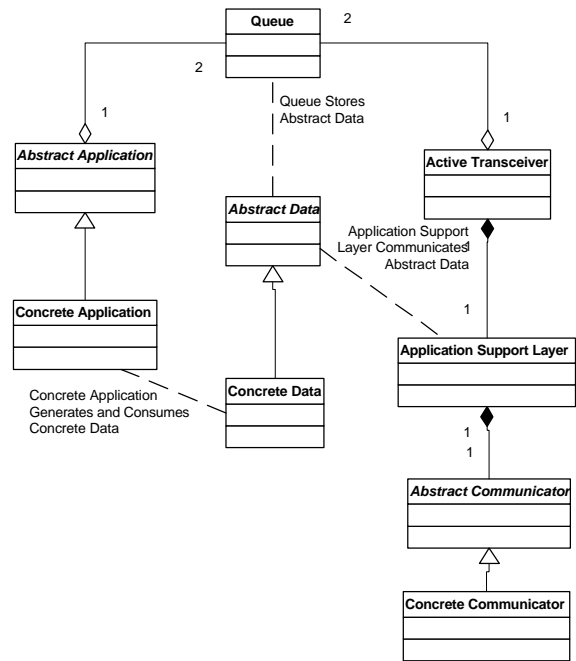 Queue
2
2
Queue Stores
Abstract Data
1
1
Abstract Application
Active Transceiver
Abstract Data
Application Support
Layer Communicates
1
Abstract Data
Concrete Application
1
Application Support Layer
Concrete Data
Concrete Application
Generates and Consumes
Concrete Data
1
1
Abstract Communicator
Concrete Communicator